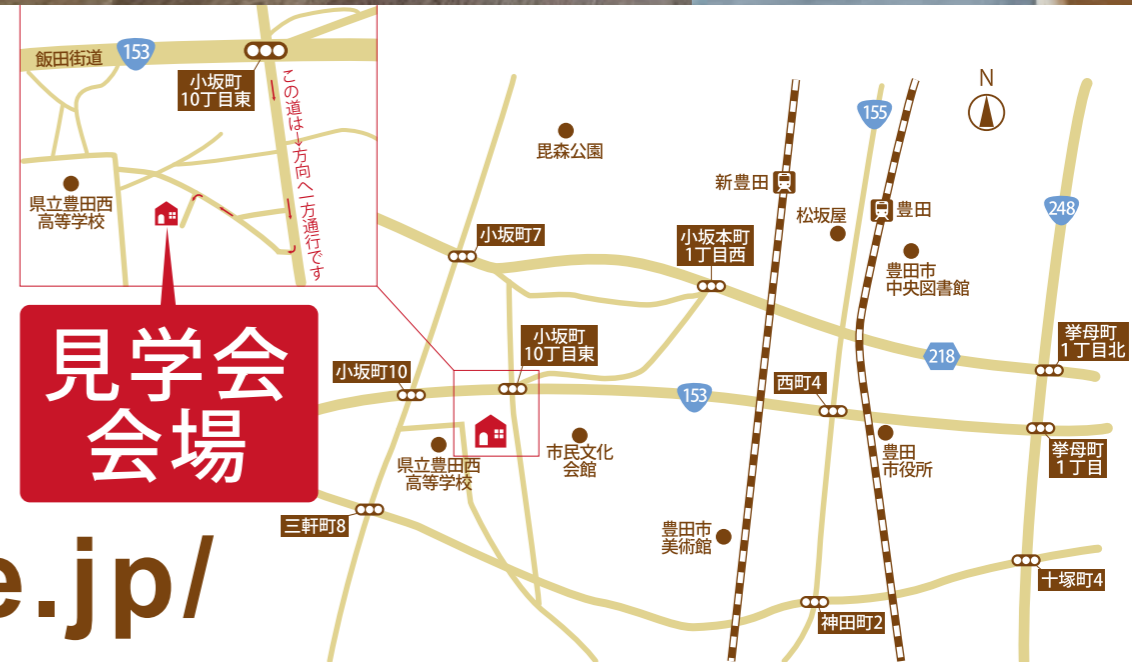 飯田街道
153
小坂町
10丁目東
この道は→方向へ一方通行です
県立豊田西
高等学校
見学会
会場
e.jp/
毘森公園
新豊田
155
N
松坂屋
豊田
248
豊田市
中央図書館
小坂町7
小坂本町
1丁目西
小坂町
10丁目東
小坂町10
153
218
挙母町
1丁目北
西町4
県立豊田西
高等学校
市民文化
会館
豊田
市役所
挙母町
1丁目
三軒町8
豊田市
美術館
十塚町4
神田町2